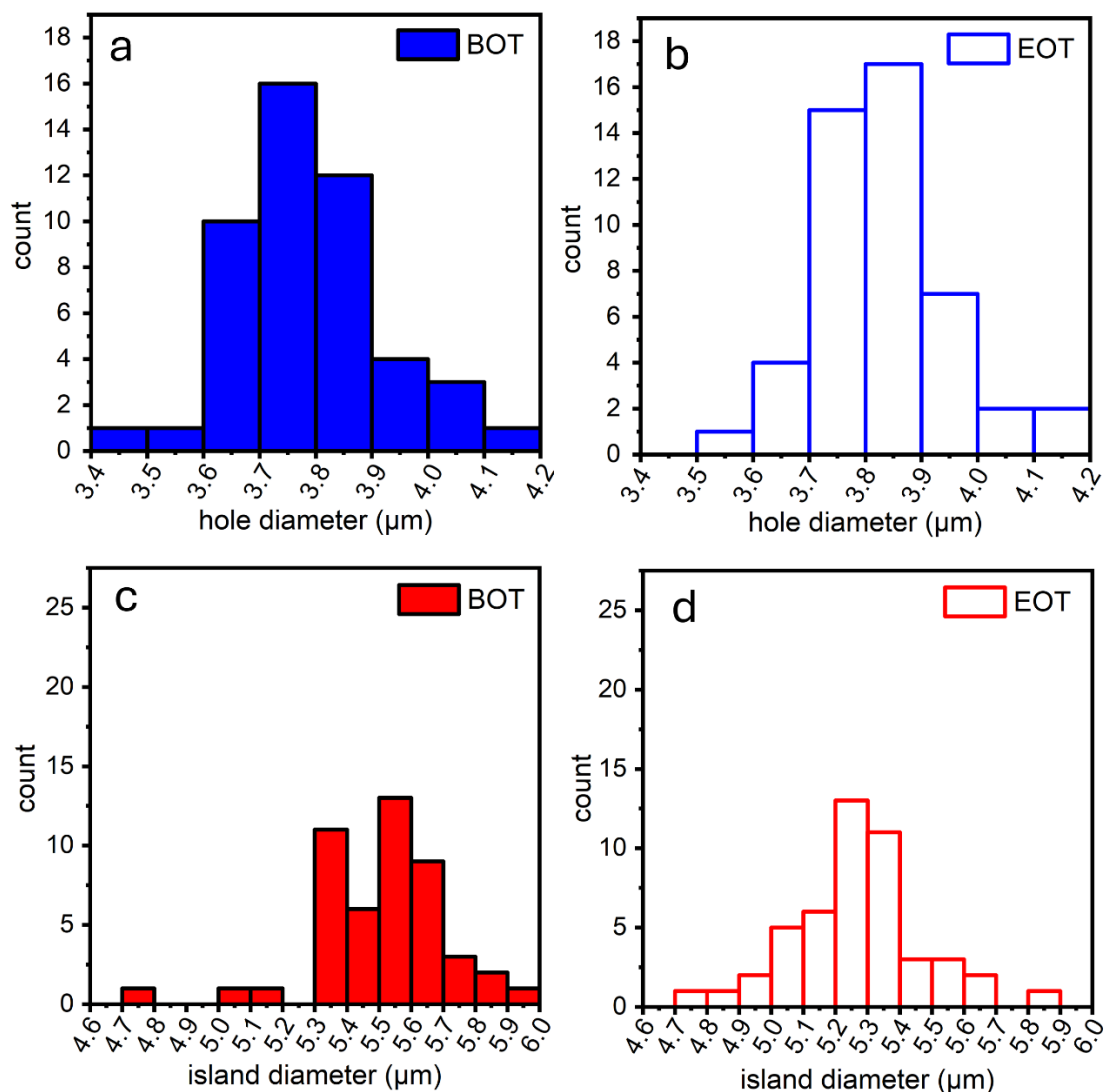 a
BOT
18
16
14
12
10
8
6
4
2
0
count
3.4 3.5 3.6 3.7 3.8 3.9 4.0 4.1 4.2
hole diameter (µm)
b
EOT
18
16
14
12
10
8
6
4
2
0
count
3.4 3.5 3.6 3.7 3.8 3.9 4.0 4.1 4.2
hole diameter (µm)
c
BOT
25
20
15
10
5
0
count
4.6 4.7 4.8 4.9 5.0 5.1 5.2 5.3 5.4 5.5 5.6 5.7 5.8 5.9 6.0
island diameter (µm)
d
EOT
25
20
15
10
5
0
count
4.6 4.7 4.8 4.9 5.0 5.1 5.2 5.3 5.4 5.5 5.6 5.7 5.8 5.9 6.0
island diameter (µm)